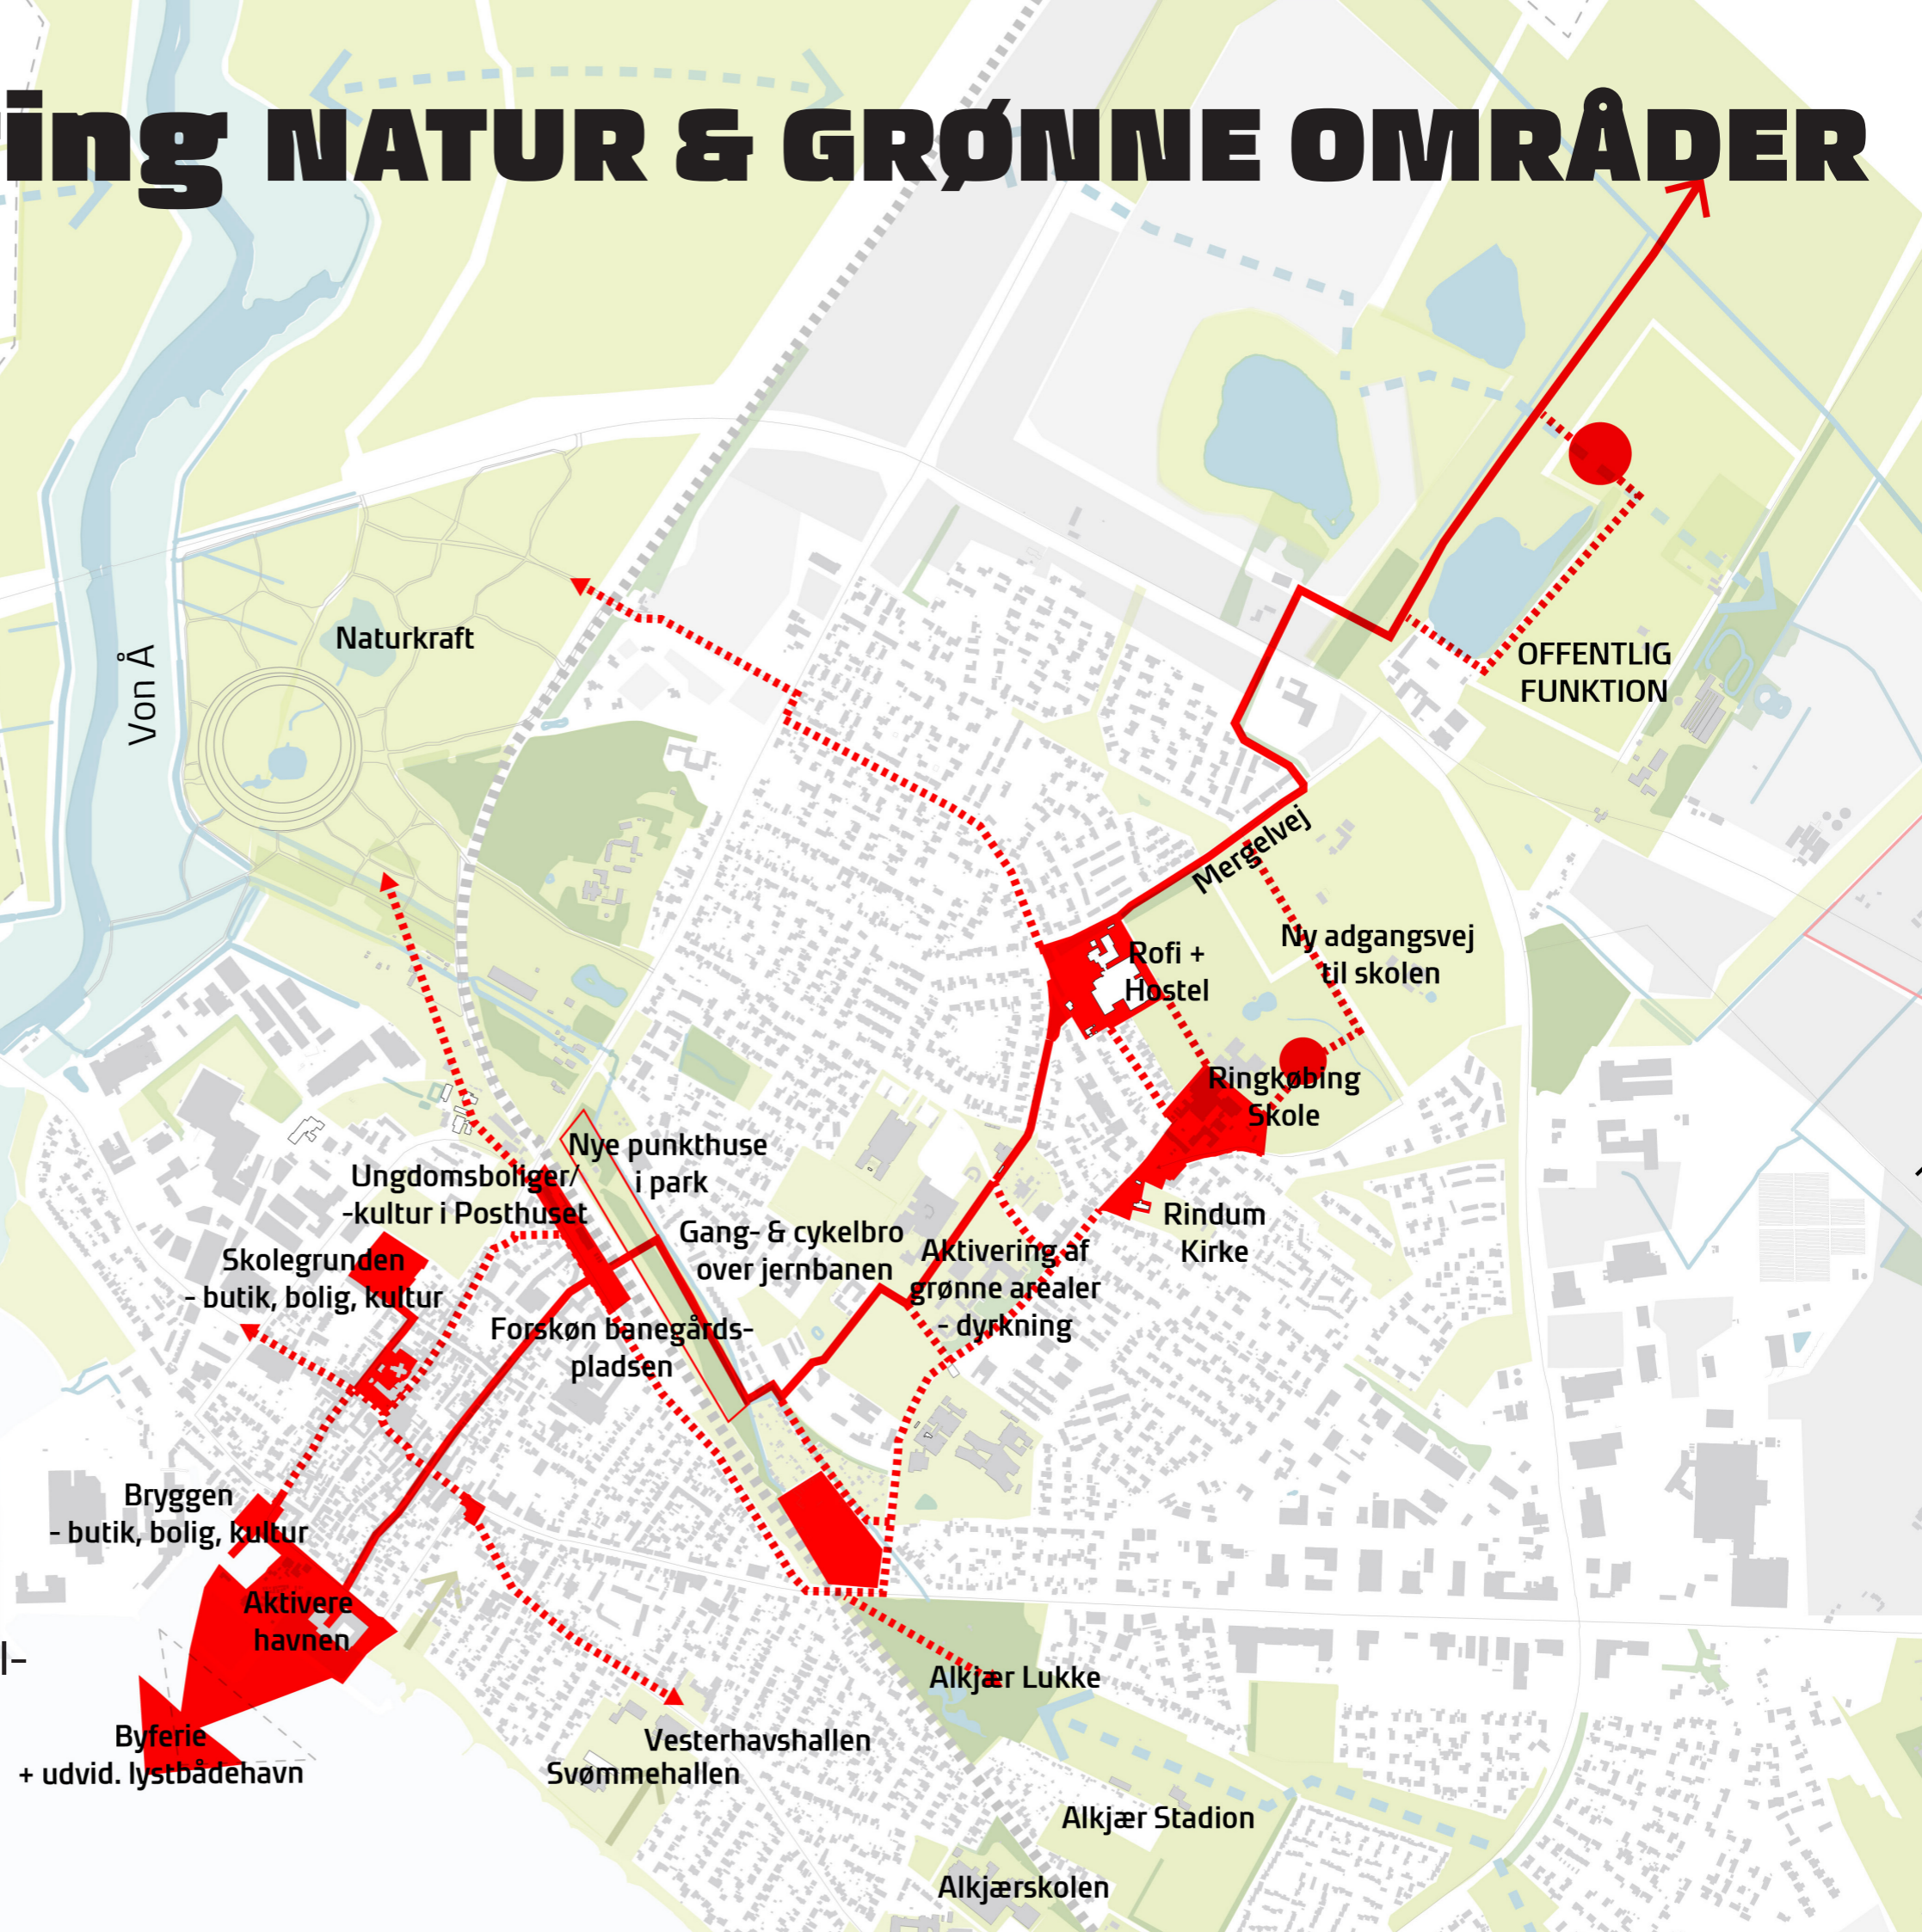 ing NATUR & GRØNNE OMRÅDER
Naturkraft
Von Å
OFFENTLIG
FUNKTION
Mergelvej
Rofi +
Hostel
Ny adgangsvej
til skolen
Ringkøbing
Skole
Nye punkthuse
i park
Ungdomsboliger/
-kultur i Posthuset
Gang- & cykelbro
over jernbanen
Rindum
Kirke
Skolegrunden
- butik, bolig, kultur
Aktivering af
grønne arealer
- dyrkning
Forskøn banegårds-
pladsen
Bryggen
- butik, bolig, kultur
Aktivere
havnen
l-
Alkjær Lukke
Byferie
+ udvid. lystbådehavn
Vesterhavshallen
Svømmehallen
Alkjær Stadion
Alkjærskolen